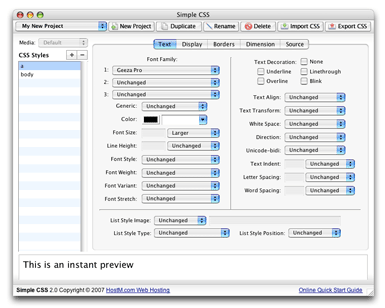 Simple CSS
My New Project New Project Duplicate Rename Delete Import CSS Export CSS
Media: Default
Text Display Borders Dimension Source
CSS Styles + −
a
body
Font Family:
1: Geeza Pro
2: Unchanged
3: Unchanged
Generic: Unchanged
Color:
Font Size: Larger
Line Height: Unchanged
Font Style: Unchanged
Font Weight: Unchanged
Font Variant: Unchanged
Font Stretch: Unchanged
Text Decoration: None
Underline Linethrough
Overline Blink
Text Align: Unchanged
Text Transform: Unchanged
White Space: Unchanged
Direction: Unchanged
Unicode-bidi: Unchanged
Text Indent: Unchanged
Letter Spacing: Unchanged
Word Spacing: Unchanged
List Style Image: Unchanged
List Style Type: Unchanged List Style Position: Unchanged
This is an instant preview
Simple CSS 2.0 Copyright © 2007 HostM.com Web Hosting Online Quick Start Guide